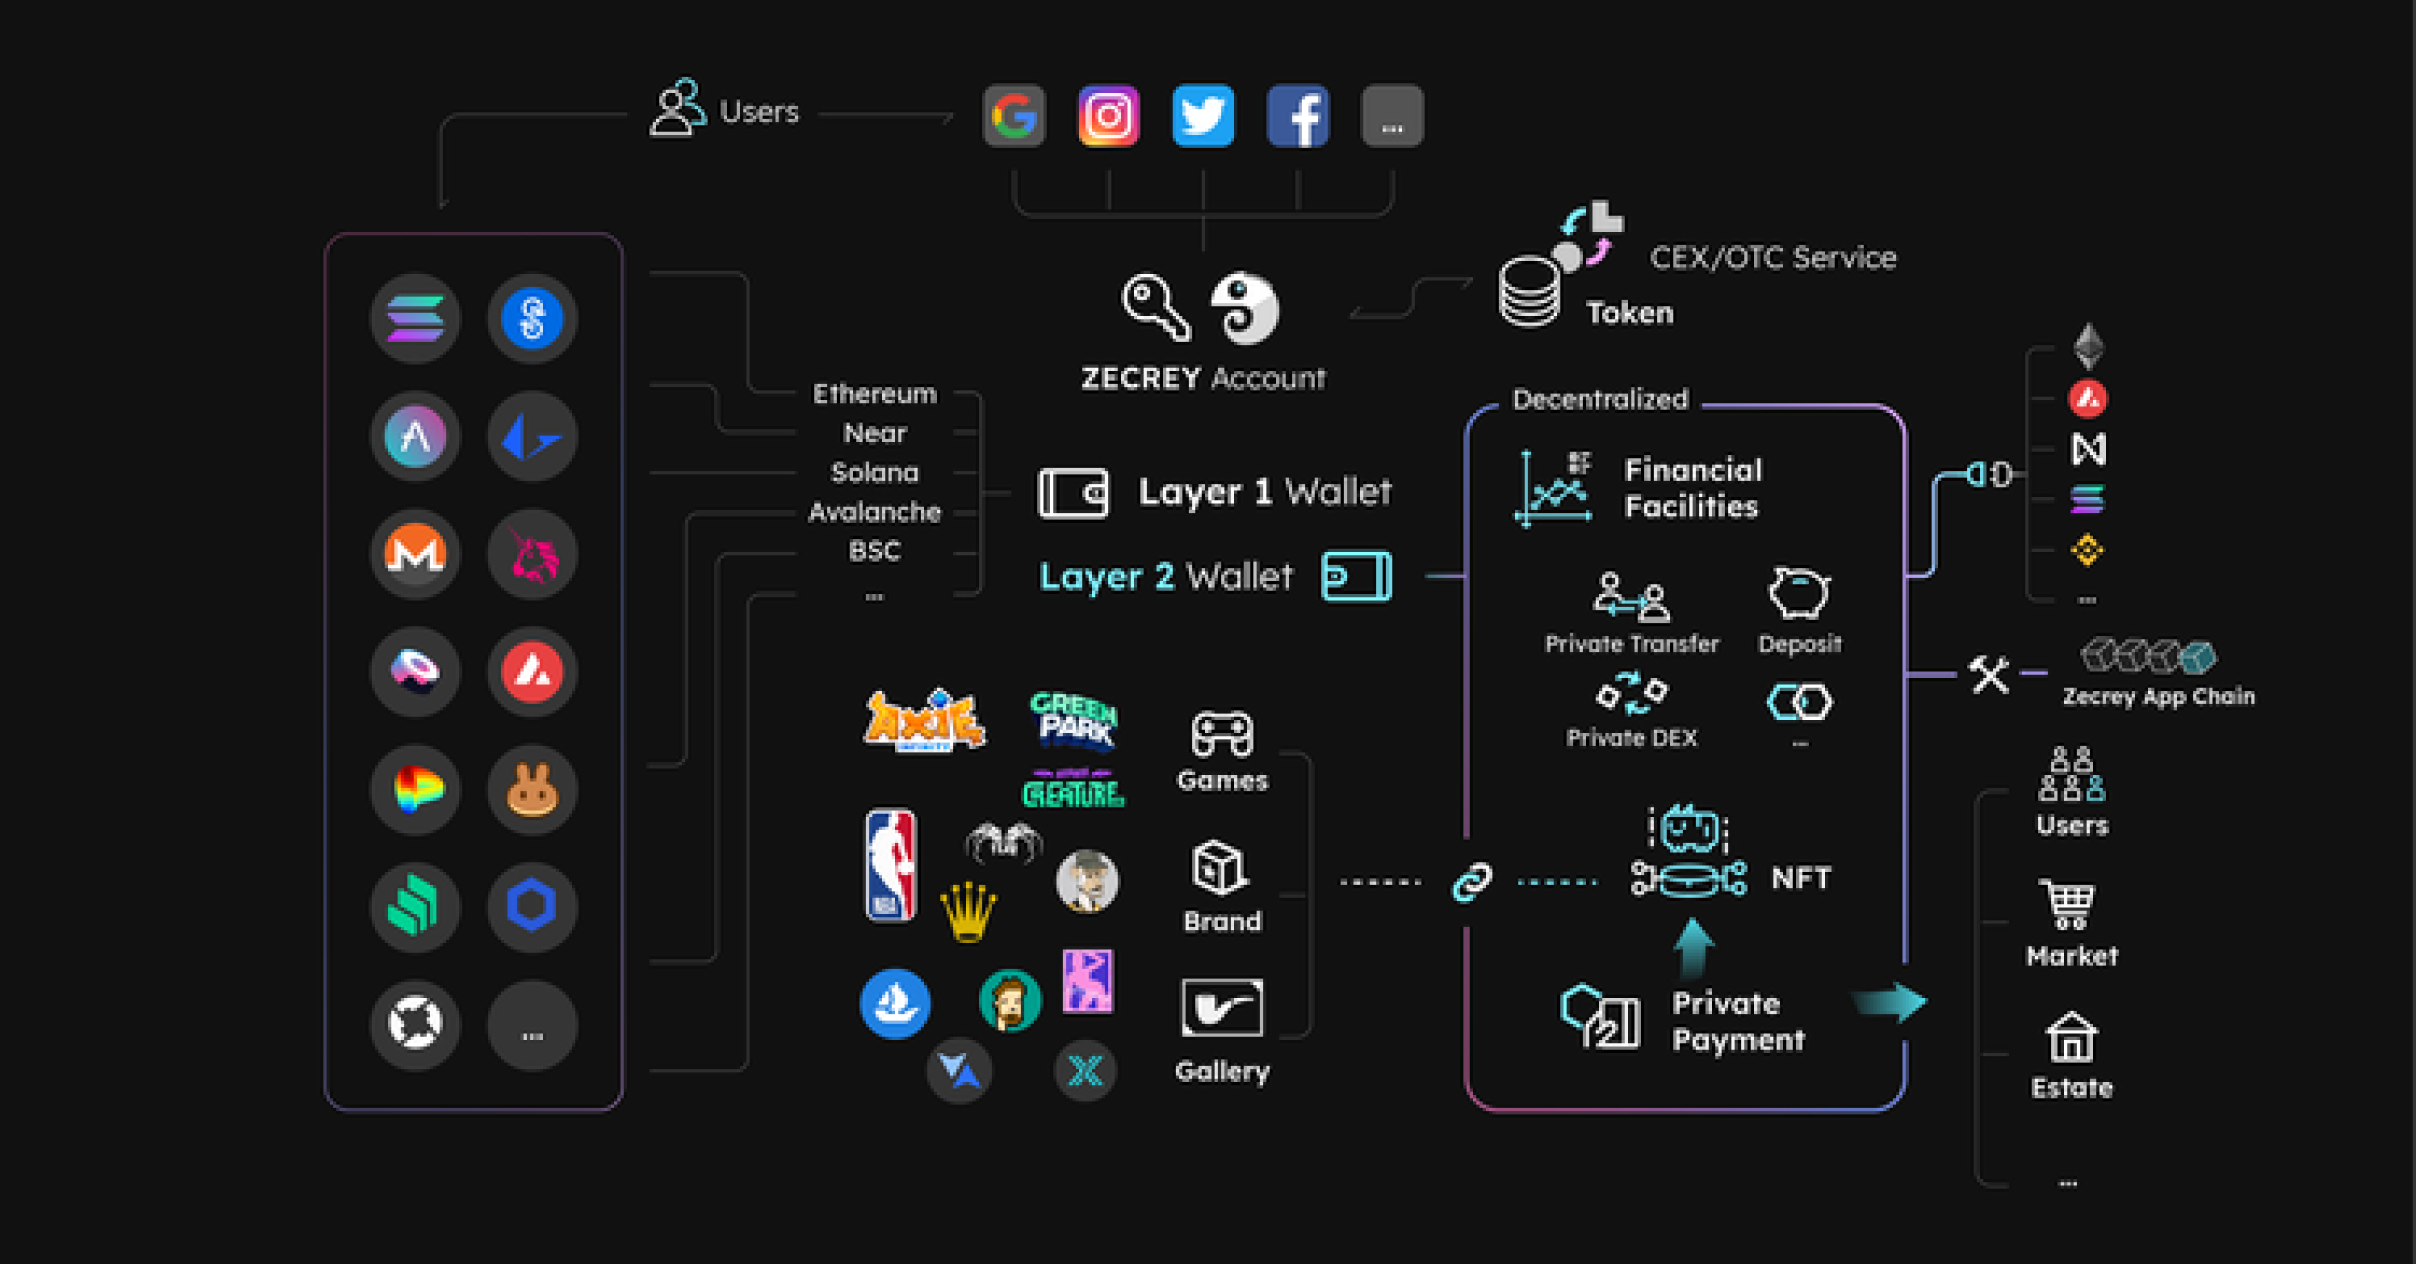 Users
...
CEX/OTC Service
Token
ZECREY Account
Ethereum
Near
Solana
Avalanche
BSC
...
Layer 1 Wallet
Layer 2 Wallet
Decentralized
Financial
Facilities
Private Transfer
Deposit
Private DEX
...
NFT
Private
Payment
...
Zecrey App Chain
Users
Market
Estate
...
AXIE
INFINITY
GREEN
PARK
CREATURE
NBA
Games
Brand
Gallery
...